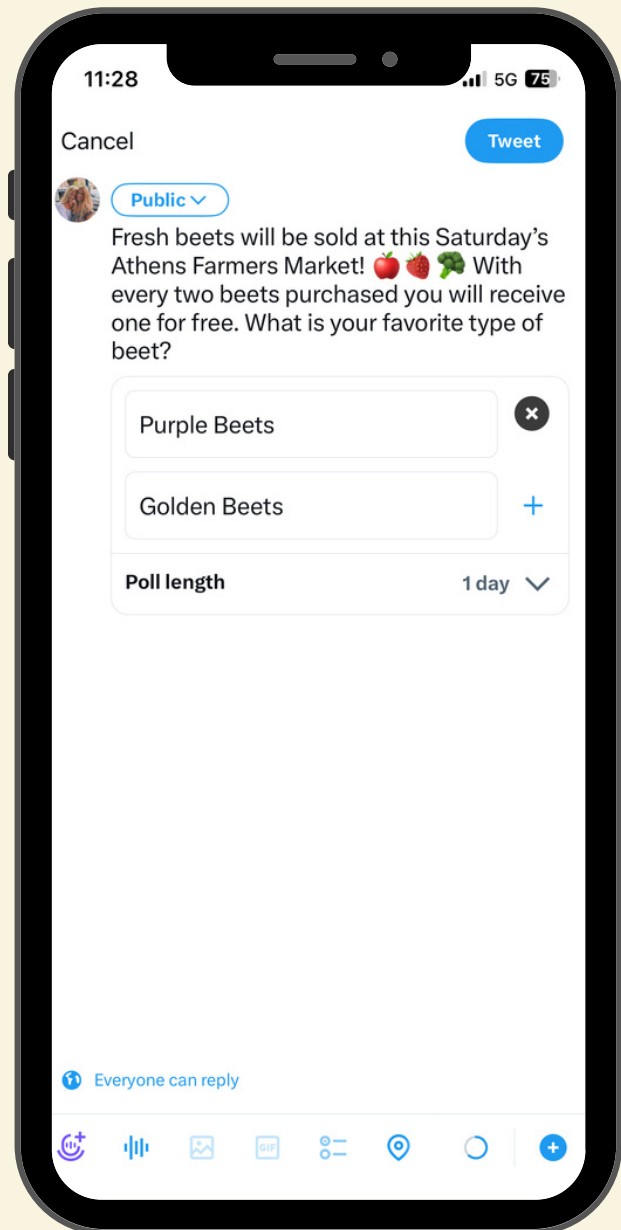 11:28
5G 75
Cancel
Tweet
Public
Fresh beets will be sold at this Saturday’s
Athens Farmers Market! 🍎🍓🥦 With
every two beets purchased you will receive
one for free. What is your favorite type of
beet?
Purple Beets
Golden Beets
Poll length 1 day
Everyone can reply
GIF